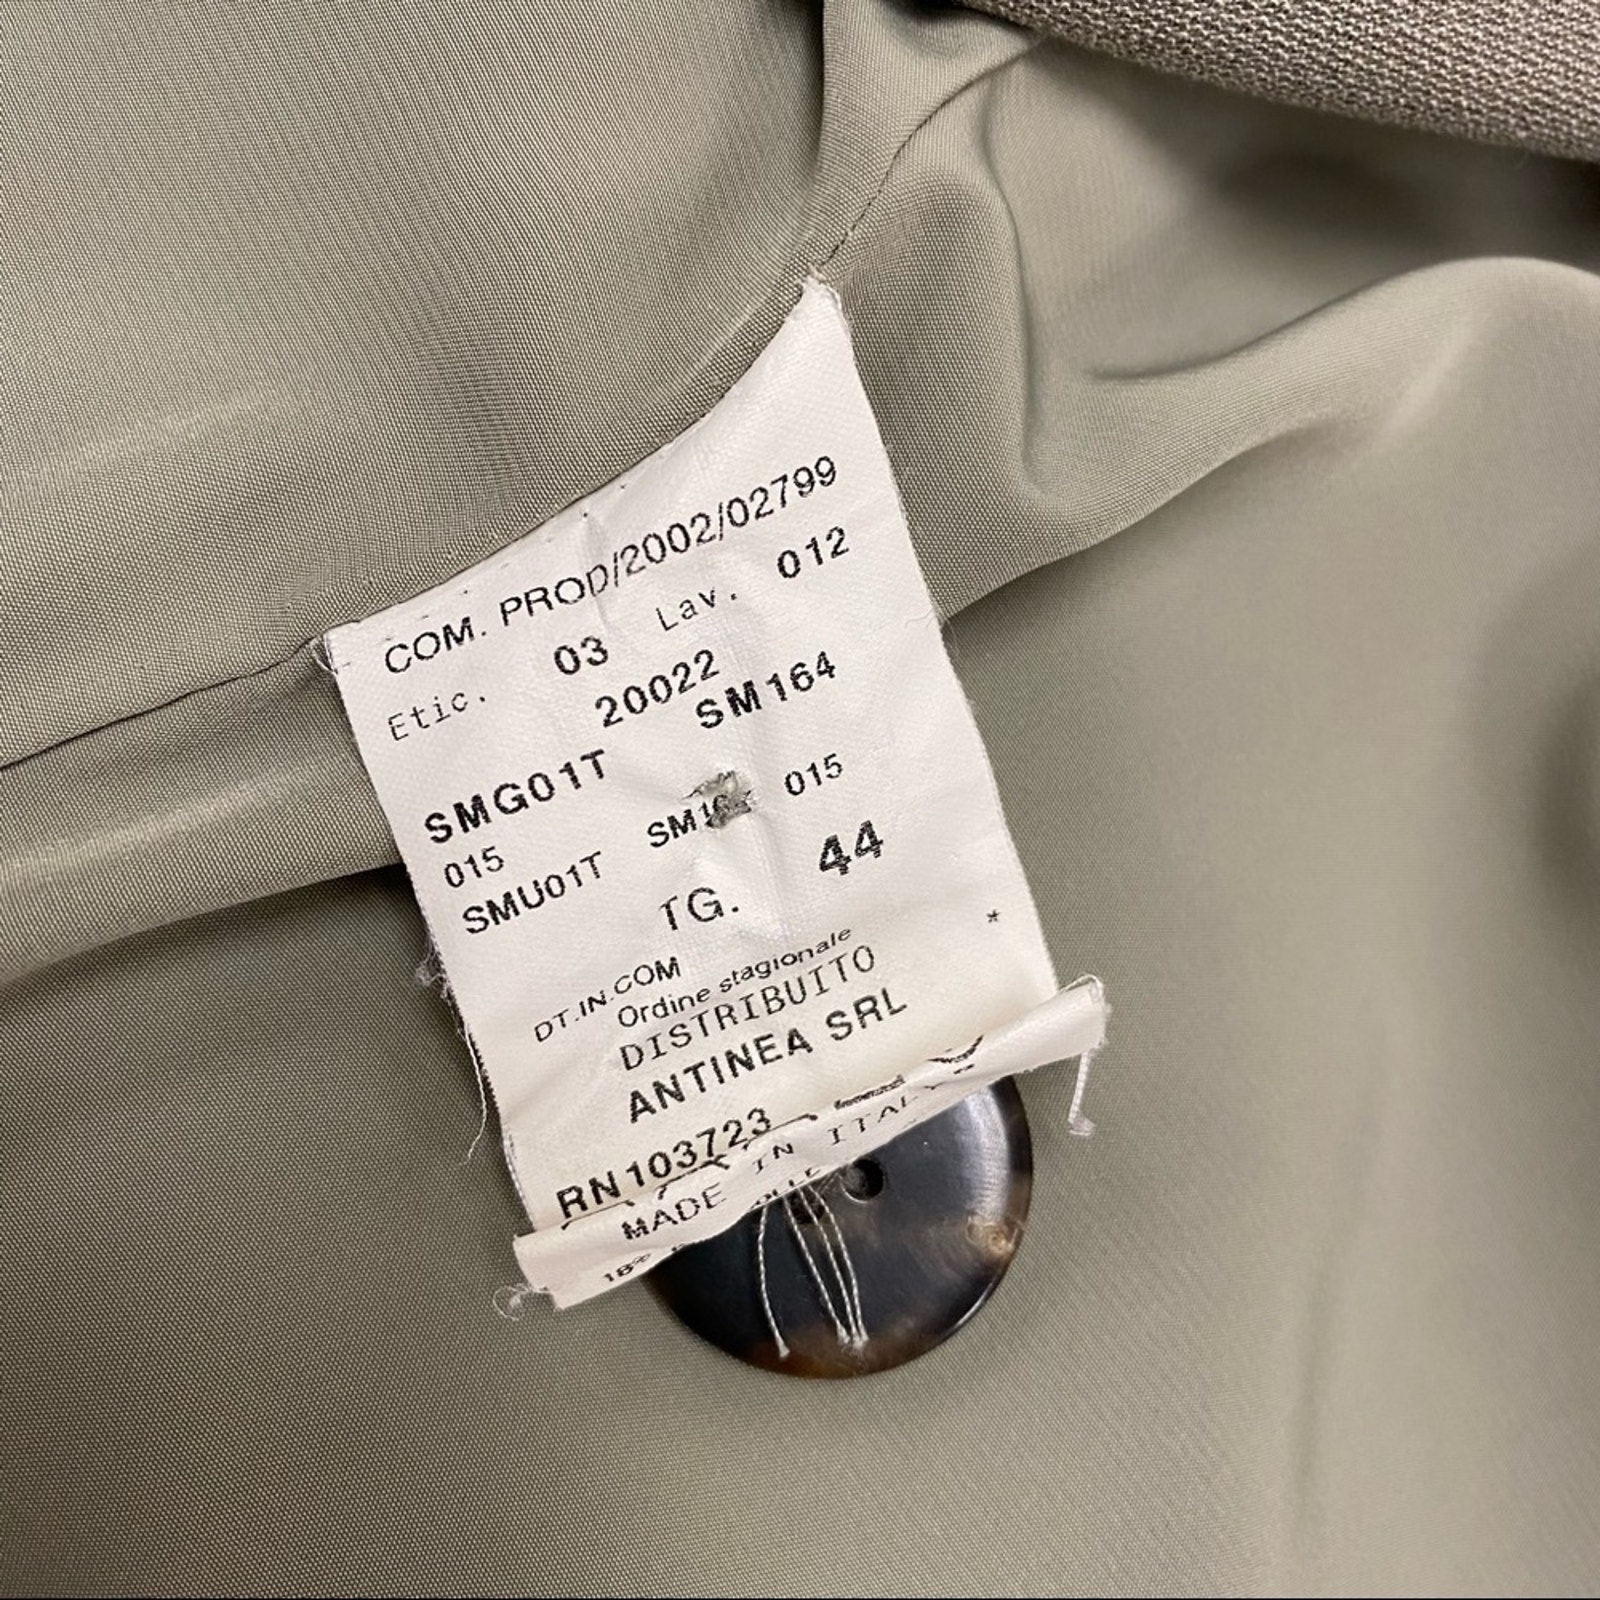 COM. PROD/2002/02799
Etic. 03 Lav. 012
20022
SMG01T SM164
015
SMU01T 015
TG. 44
*
DT.IN.COM
Ordine stagionale
DISTRIBUITO
ANTINEA SRL
RN103723
MADE IN ITALY